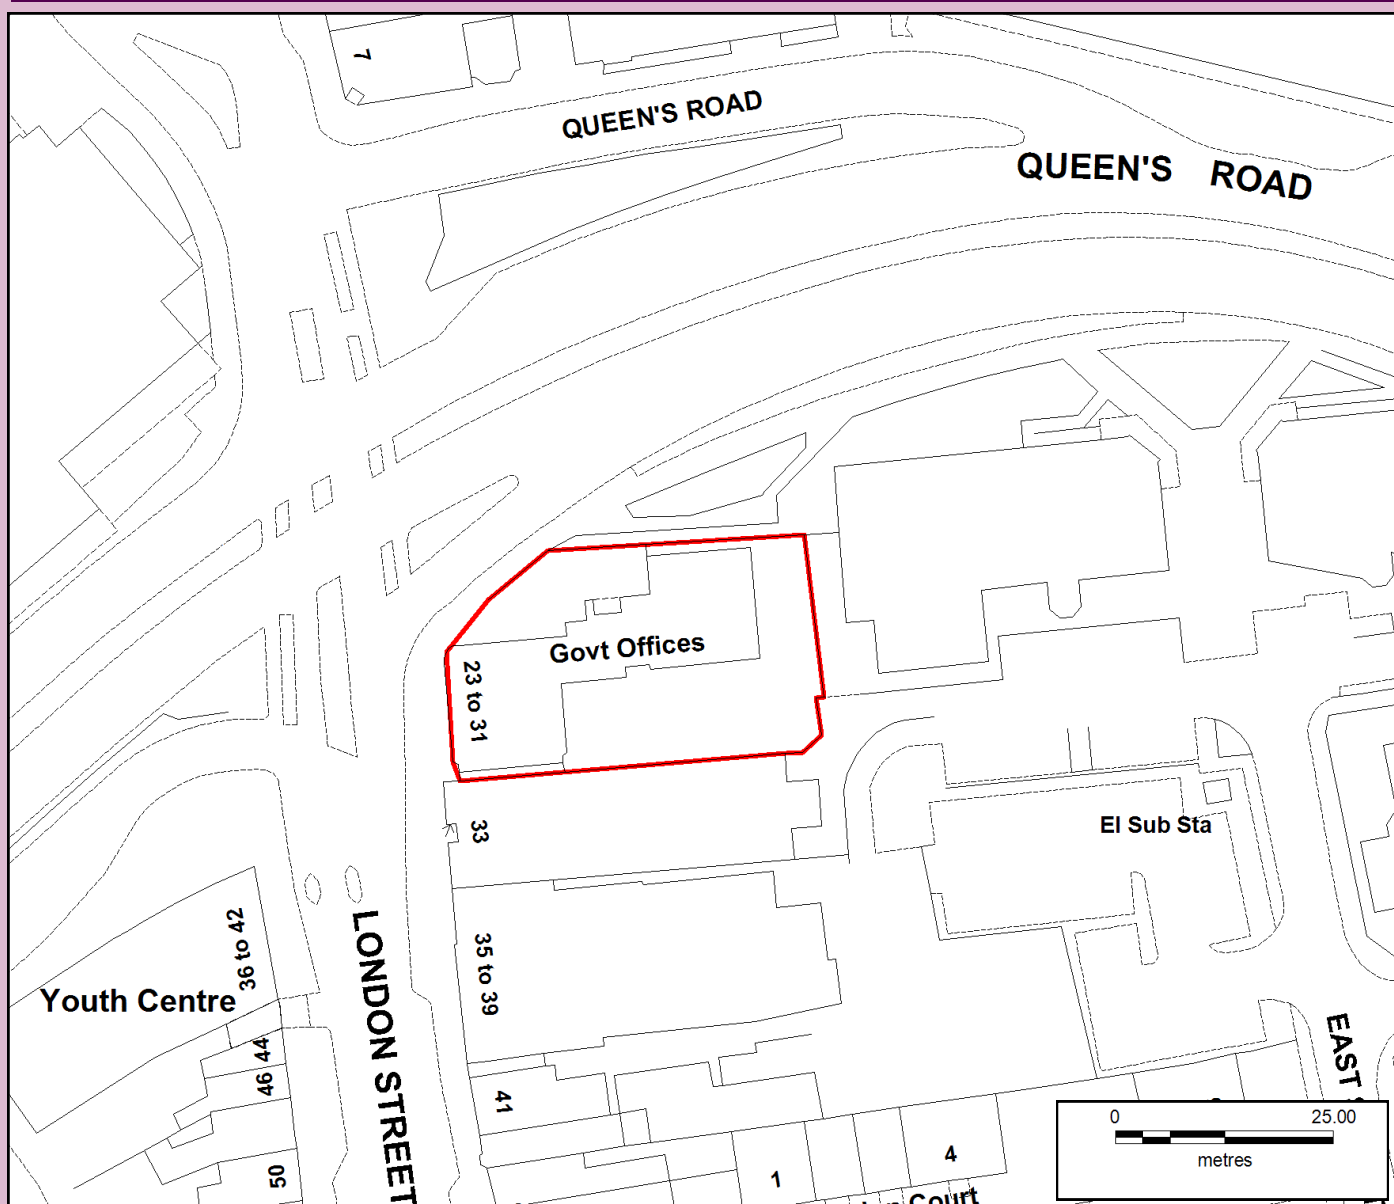 7
QUEEN'S ROAD
QUEEN'S ROAD
Govt Offices
23 to 31
33
El Sub Sta
36 to 42
LONDON STREET
35 to 39
Youth Centre
44
46
41
EAST
0 25.00
metres
4
1
50
Court